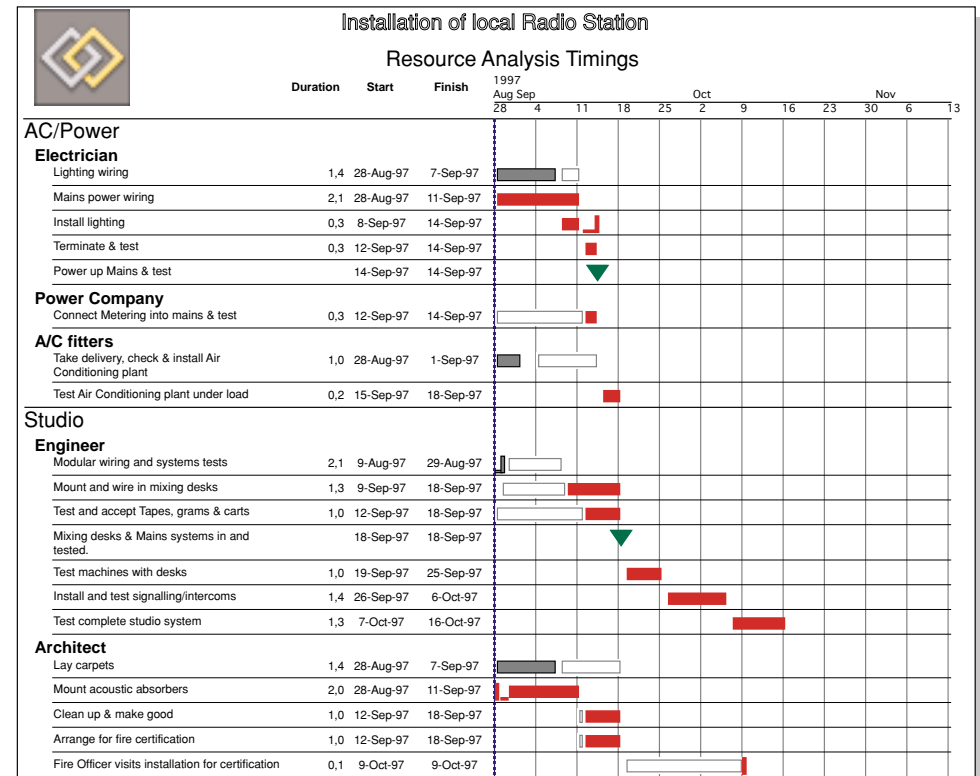 Installation of local Radio Station
Resource Analysis Timings
1997
Duration Start Finish Aug Sep Oct Nov
28 4 11 18 25 2 9 16 23 30 6 13
AC/Power
Electrician
Lighting wiring 1,4 28-Aug-97 7-Sep-97
Mains power wiring 2,1 28-Aug-97 11-Sep-97
Install lighting 0,3 8-Sep-97 14-Sep-97
Terminate & test 0,3 12-Sep-97 14-Sep-97
Power up Mains & test 14-Sep-97 14-Sep-97
Power Company
Connect Metering into mains & test 0,3 12-Sep-97 14-Sep-97
A/C fitters
Take delivery, check & install Air 1,0 28-Aug-97 1-Sep-97
Conditioning plant
Test Air Conditioning plant under load 0,2 15-Sep-97 18-Sep-97
Studio
Engineer
Modular wiring and systems tests 2,1 9-Aug-97 29-Aug-97
Mount and wire in mixing desks 1,3 9-Sep-97 18-Sep-97
Test and accept Tapes, grams & carts 1,0 12-Sep-97 18-Sep-97
Mixing desks & Mains systems in and 18-Sep-97 18-Sep-97
tested.
Test machines with desks 1,0 19-Sep-97 25-Sep-97
Install and test signalling/intercoms 1,4 26-Sep-97 6-Oct-97
Test complete studio system 1,3 7-Oct-97 16-Oct-97
Architect
Lay carpets 1,4 28-Aug-97 7-Sep-97
Mount acoustic absorbers 2,0 28-Aug-97 11-Sep-97
Clean up & make good 1,0 12-Sep-97 18-Sep-97
Arrange for fire certification 1,0 12-Sep-97 18-Sep-97
Fire Officer visits installation for certification 0,1 9-Oct-97 9-Oct-97